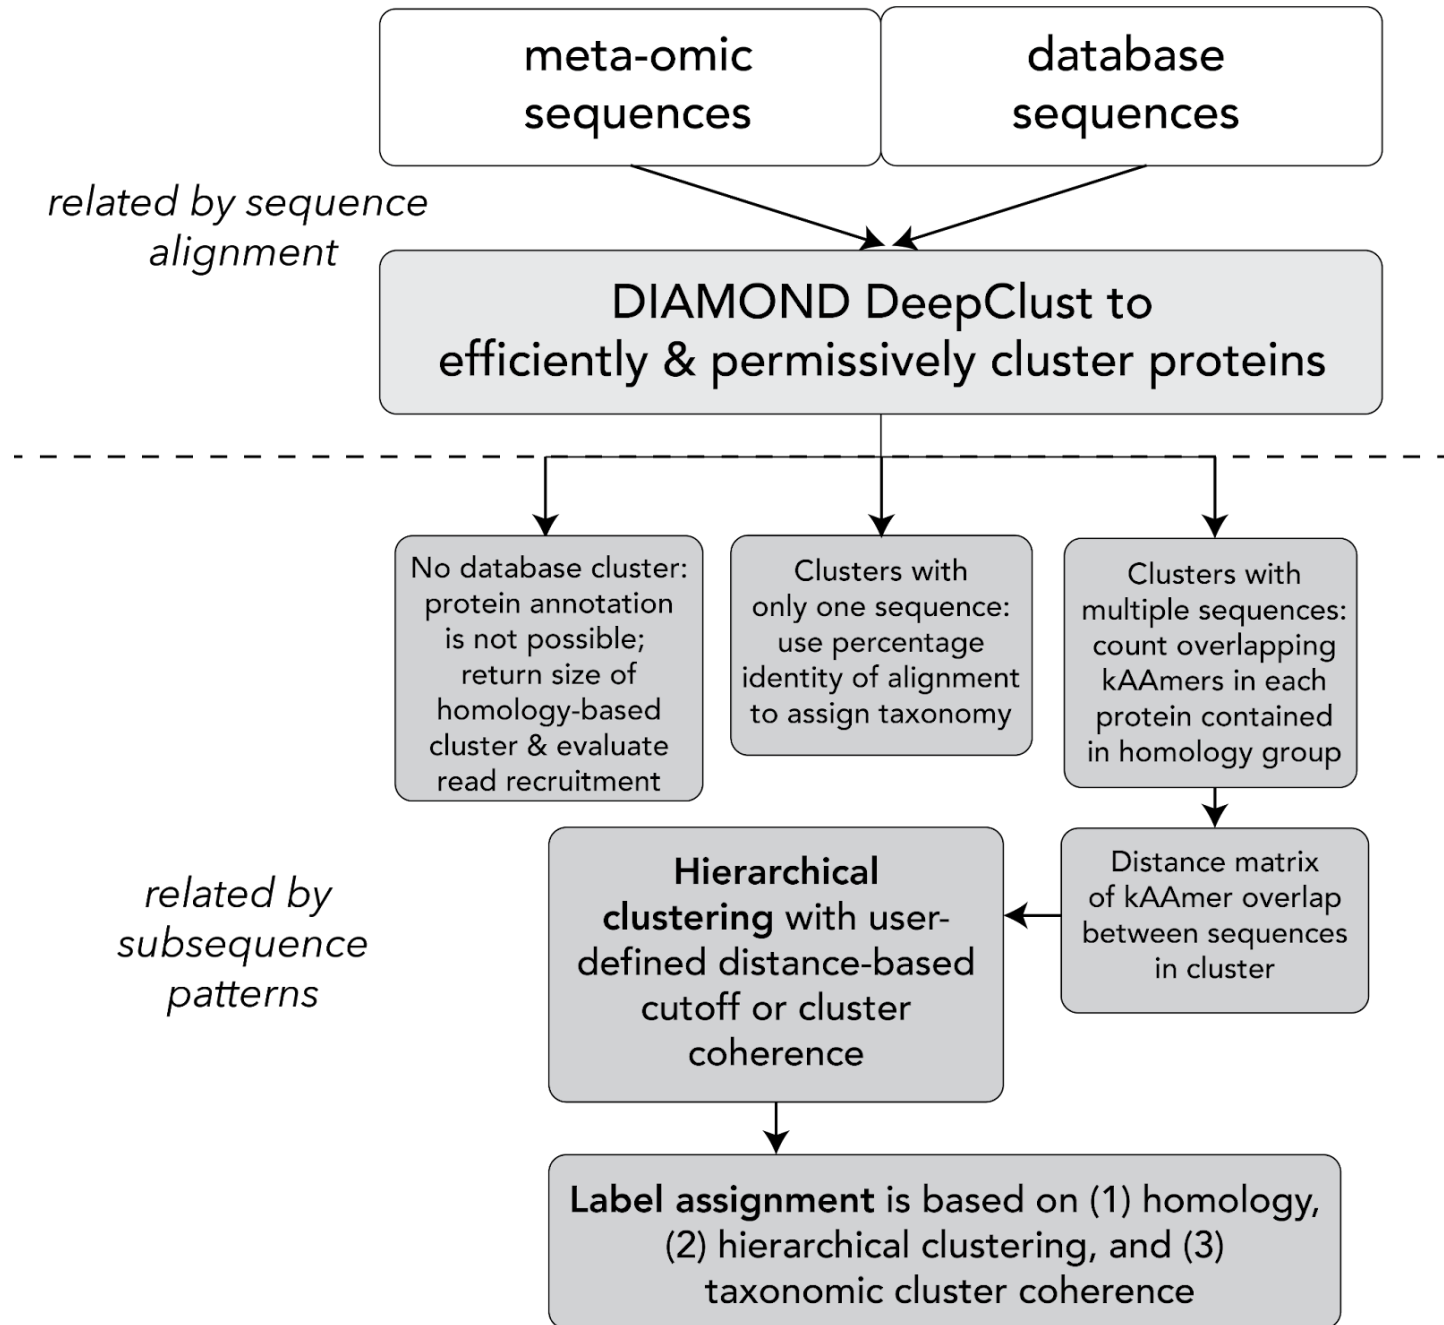 meta-omic
sequences
database
sequences
related by sequence
alignment
DIAMOND DeepClust to
efficiently & permissively cluster proteins
No database cluster:
protein annotation
is not possible;
return size of
homology-based
cluster & evaluate
read recruitment
Clusters with
only one sequence:
use percentage
identity of alignment
to assign taxonomy
Clusters with
multiple sequences:
count overlapping
kAAmers in each
protein contained
in homology group
related by
subsequence
patterns
Hierarchical
clustering with user-
defined distance-based
cutoff or cluster
coherence
Distance matrix
of kAAmer overlap
between sequences
in cluster
Label assignment is based on (1) homology,
(2) hierarchical clustering, and (3)
taxonomic cluster coherence